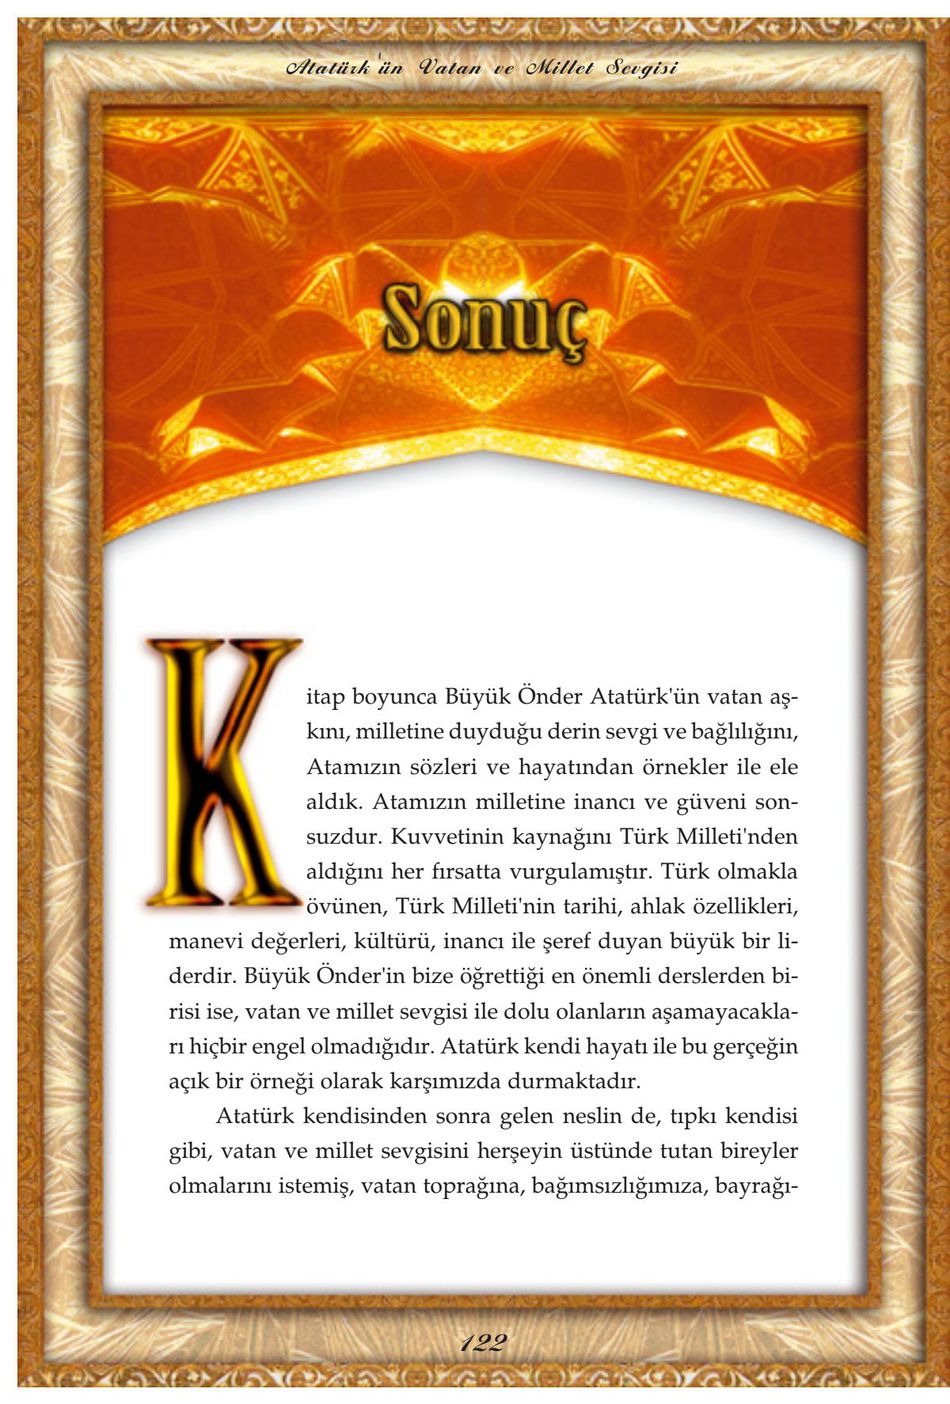 Atatürk'ün Vatan ve Millet Sevgisi
Sonuç
Kitap boyunca Büyük Önder Atatürk'ün vatan aş-
kını, milletine duyduğu derin sevgi ve bağlılığını,
Atamızın sözleri ve hayatından örnekler ile ele
aldık. Atamızın milletine inancı ve güveni son-
suzdur. Kuvvetinin kaynağını Türk Milleti'nden
aldığını her fırsatta vurgulamıştır. Türk olmakla
övünen, Türk Milleti'nin tarihi, ahlak özellikleri,
manevi değerleri, kültürü, inancı ile şeref duyan büyük bir li-
derdir. Büyük Önder'in bize öğrettiği en önemli derslerden bi-
risi ise, vatan ve millet sevgisi ile dolu olanların aşamayacakla-
rı hiçbir engel olmadığıdır. Atatürk kendi hayatı ile bu gerçeğin
açık bir örneği olarak karşımızda durmaktadır.
Atatürk kendisinden sonra gelen neslin de, tıpkı kendisi
gibi, vatan ve millet sevgisini herşeyin üstünde tutan bireyler
olmalarını istemiş, vatan toprağına, bağımsızlığımıza, bayrağı-
122